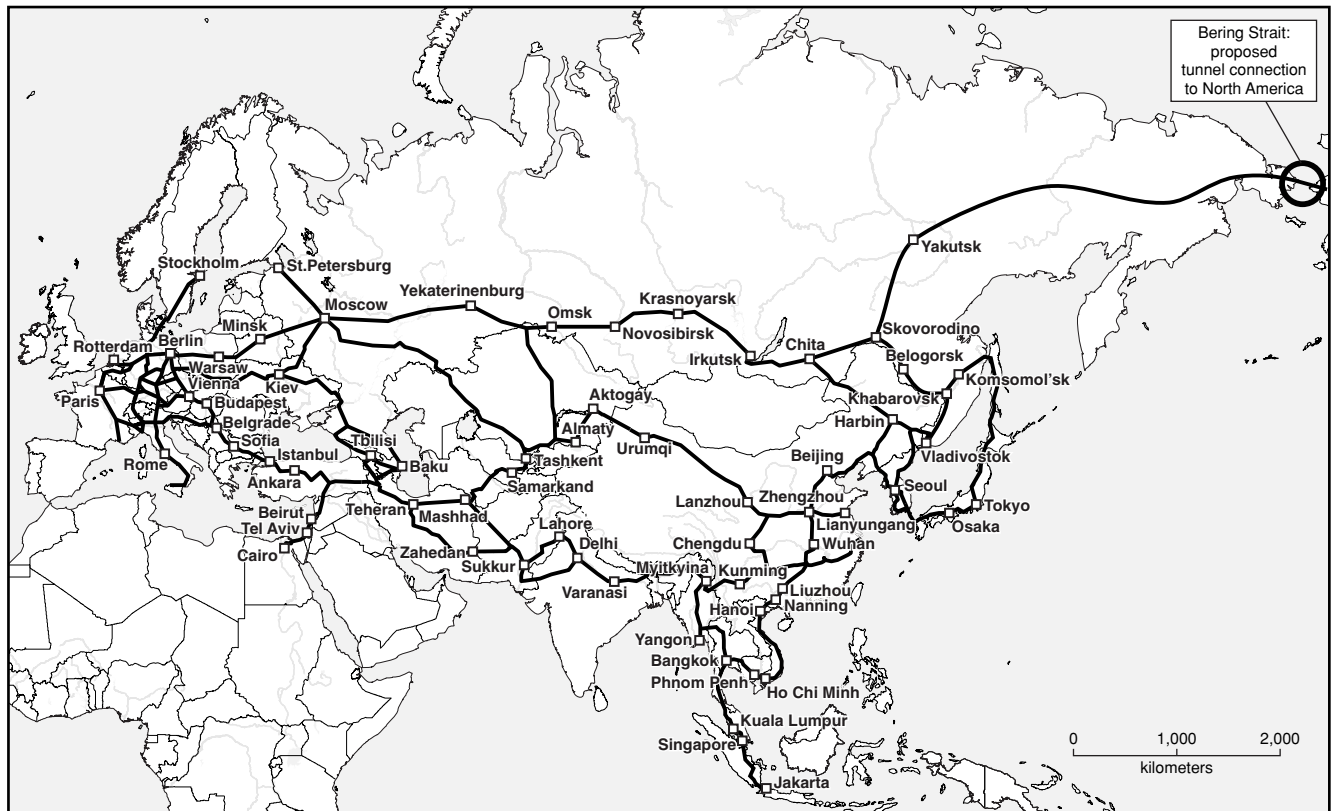 Bering Strait:
proposed
tunnel connection
to North America
Yakutsk
Stockholm
St.Petersburg
Yekaterinenburg
Moscow
Krasnoyarsk
Omsk
Novosibirsk
Skovorodino
Minsk
Berlin
Rotterdam
Irkutsk
Chita
Belogorsk
Warsaw
Komsomol'sk
Vienna
Kiev
Aktogay
Khabarovsk
Paris
Budapest
Harbin
Belgrade
Almaty
Sofia
Tbilisi
Urumqi
Vladivostok
Istanbul
Beijing
Rome
Baku
Tashkent
Ankara
Samarkand
Seoul
Lanzhou
Zhengzhou
Teheran
Mashhad
Tokyo
Beirut
Lianyungang
Osaka
Tel Aviv
Lahore
Cairo
Zahedan
Delhi
Chengdu
Wuhan
Sukkur
Myitkyina
Kunming
Varanasi
Liuzhou
Hanoi
Nanning
Yangon
Bangkok
Phnom Penh
Ho Chi Minh
Kuala Lumpur
Singapore
Jakarta
0 1,000 2,000
kilometers